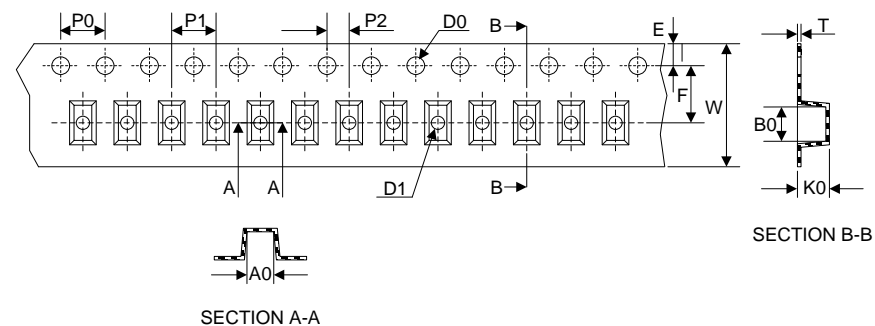 P0 P1 P2 D0 B E T
F W
B0
A A D1 B K0
SECTION B-B
A0
SECTION A-A